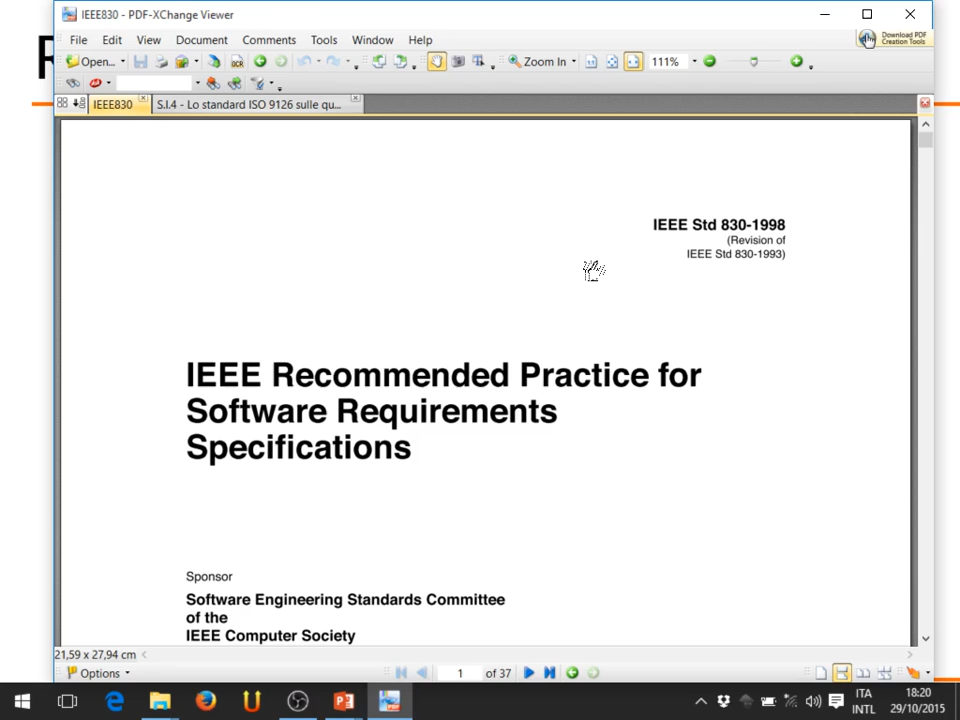 R
IEEE830 - PDF-XChange Viewer
File Edit View Document Comments Tools Window Help
Download PDF
Creation Tools
Open... OCR Zoom In 111%
IEEE830 S.I.4 - Lo standard ISO 9126 sulle qu...
IEEE Std 830-1998
(Revision of
IEEE Std 830-1993)
IEEE Recommended Practice for
Software Requirements
Specifications
Sponsor
Software Engineering Standards Committee
of the
IEEE Computer Society
21,59 x 27,94 cm
Options 1 of 37
ITA 18:20
INTL 29/10/2015